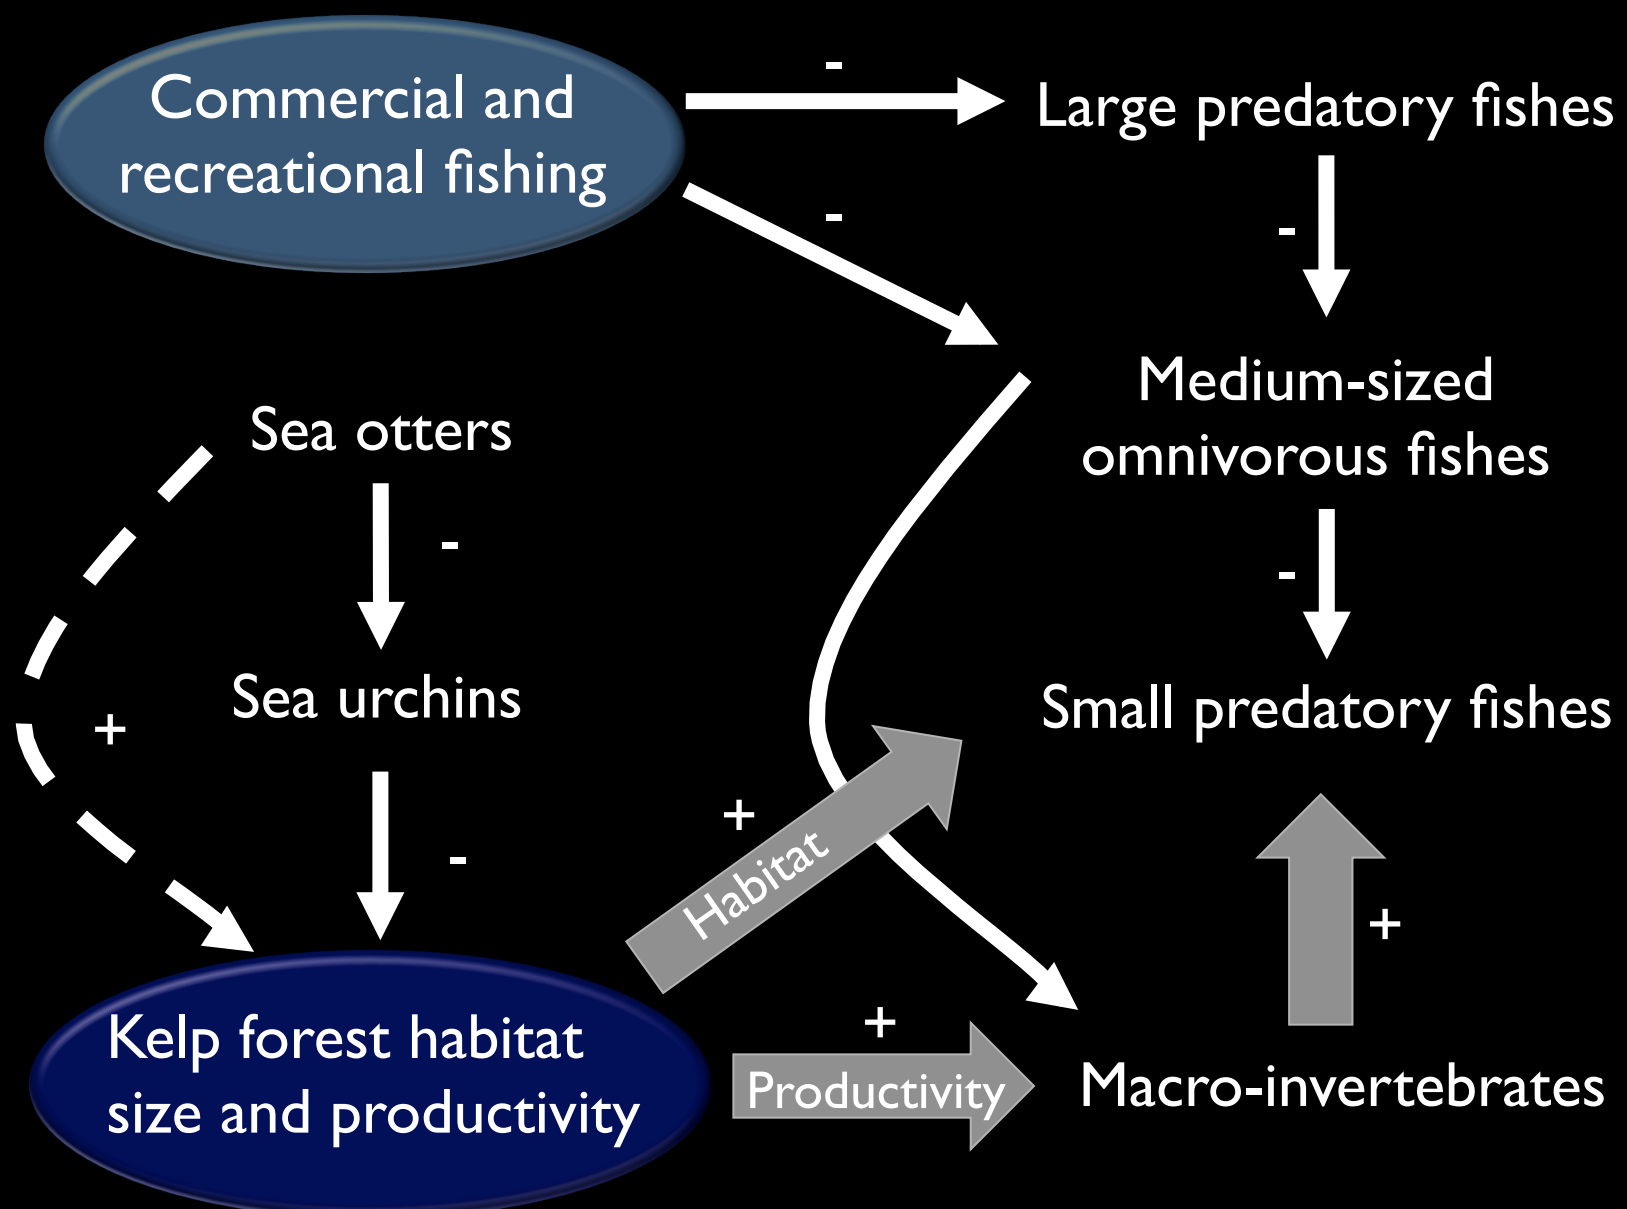 Commercial and
recreational fishing
-
Large predatory fishes
-
-
Medium-sized
omnivorous fishes
Sea otters
-
-
Sea urchins
+
Small predatory fishes
-
+
Habitat
+
Kelp forest habitat
size and productivity
+
Productivity
Macro-invertebrates